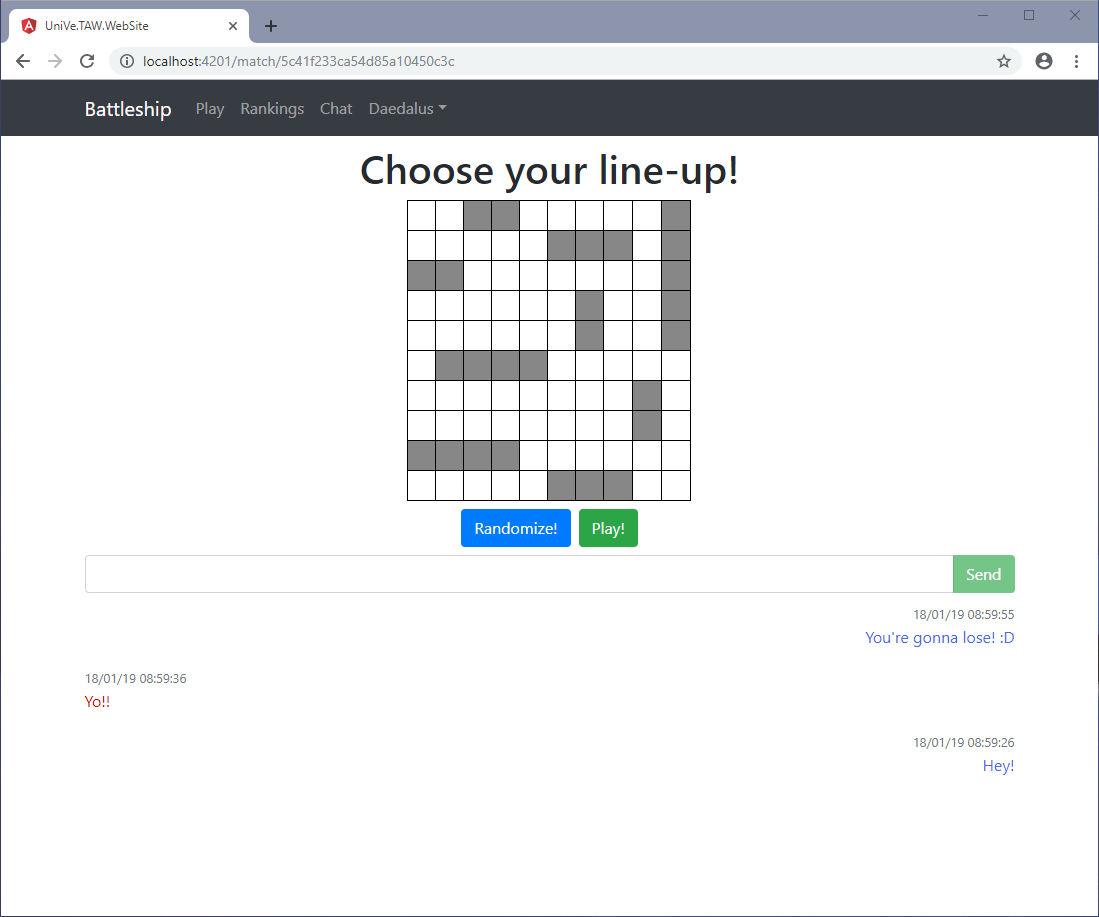 UniVe.TAW.WebSite
localhost:4201/match/5c41f233ca54d85a10450c3c
Battleship Play Rankings Chat Daedalus
Choose your line-up!
Randomize! Play!
Send
18/01/19 08:59:55
You're gonna lose! :D
18/01/19 08:59:36
Yo!!
18/01/19 08:59:26
Hey!